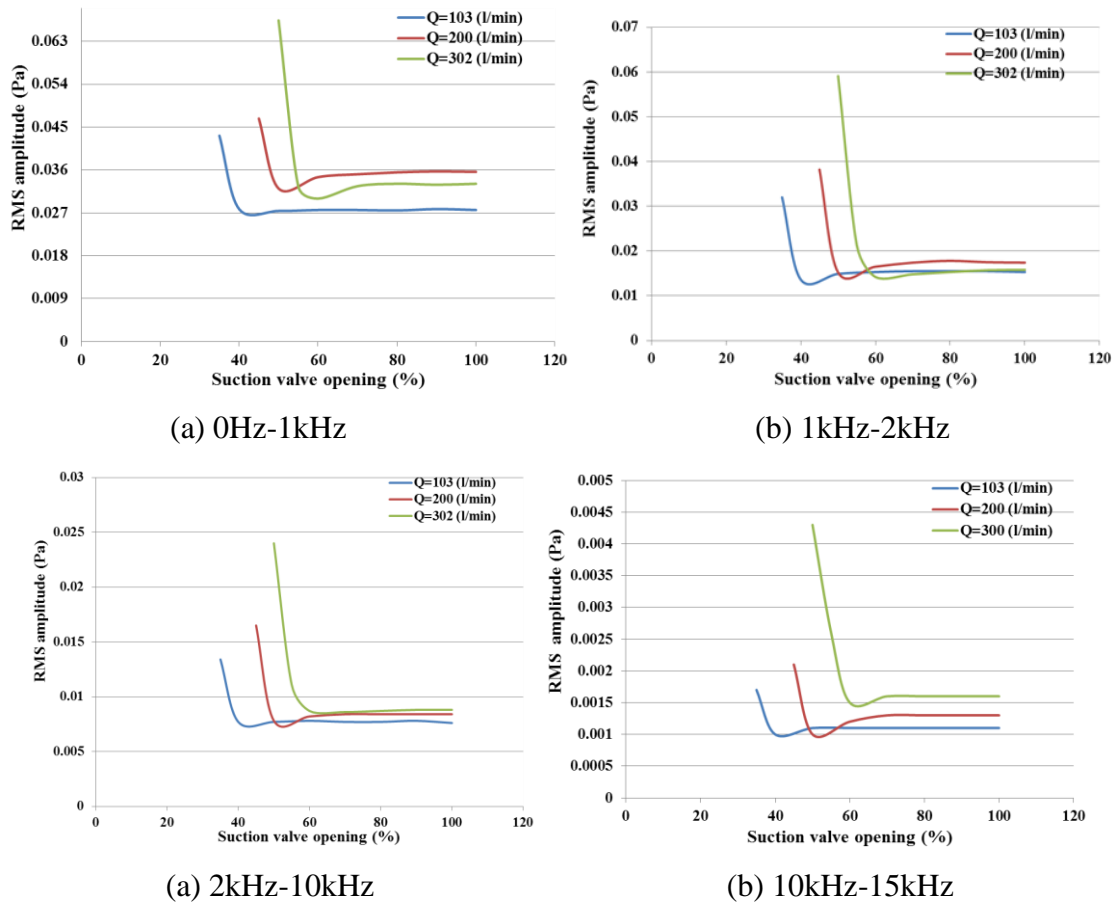 Q=103 (l/min)
Q=200 (l/min)
Q=302 (l/min)
RMS amplitude (Pa)
0.063
0.054
0.045
0.036
0.027
0.018
0.009
0
0 20 40 60 80 100 120
Suction valve opening (%)
(a) 0Hz-1kHz
Q=103 (l/min)
Q=200 (l/min)
Q=302 (l/min)
RMS amplitude (Pa)
0.07
0.06
0.05
0.04
0.03
0.02
0.01
0
0 20 40 60 80 100 120
Suction valve opening (%)
(b) 1kHz-2kHz
Q=103 (l/min)
Q=200 (l/min)
Q=302 (l/min)
RMS amplitude (Pa)
0.03
0.025
0.02
0.015
0.01
0.005
0
0 20 40 60 80 100 120
Suction valve opening (%)
(a) 2kHz-10kHz
Q=103 (l/min)
Q=200 (l/min)
Q=300 (l/min)
RMS amplitude (Pa)
0.005
0.0045
0.004
0.0035
0.003
0.0025
0.002
0.0015
0.001
0.0005
0
0 20 40 60 80 100 120
Suction valve opening (%)
(b) 10kHz-15kHz